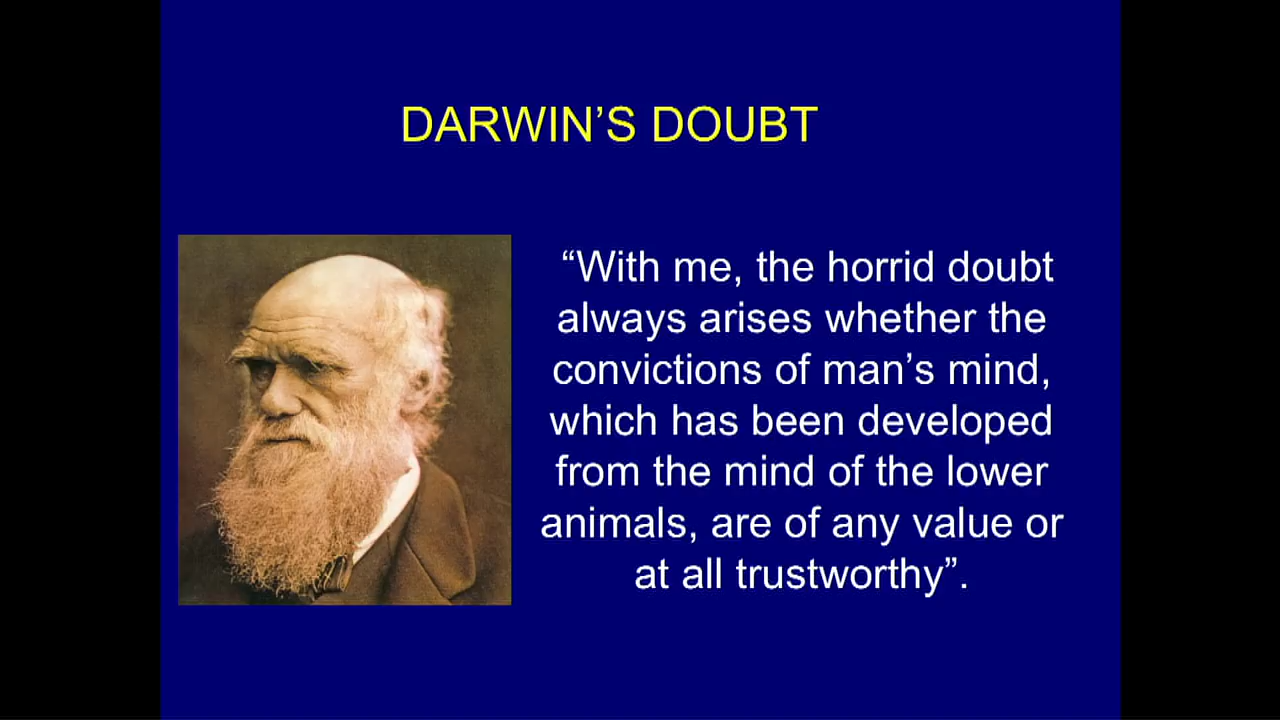 DARWIN’S DOUBT
“With me, the horrid doubt
always arises whether the
convictions of man’s mind,
which has been developed
from the mind of the lower
animals, are of any value or
at all trustworthy”.